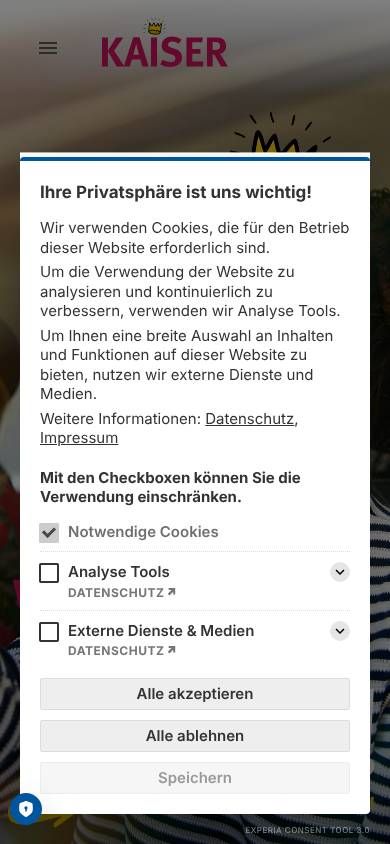 KAISER
Ihre Privatsphäre ist uns wichtig!
Wir verwenden Cookies, die für den Betrieb
dieser Website erforderlich sind.
Um die Verwendung der Website zu
analysieren und kontinuierlich zu
verbessern, verwenden wir Analyse Tools.
Um Ihnen eine breite Auswahl an Inhalten
und Funktionen auf dieser Website zu
bieten, nutzen wir externe Dienste und
Medien.
Weitere Informationen: Datenschutz,
Impressum
Mit den Checkboxen können Sie die
Verwendung einschränken.
Notwendige Cookies
Analyse Tools
DATENSCHUTZ
Externe Dienste & Medien
DATENSCHUTZ
Alle akzeptieren
Alle ablehnen
Speichern
EXPERIA CONSENT TOOL 3.0